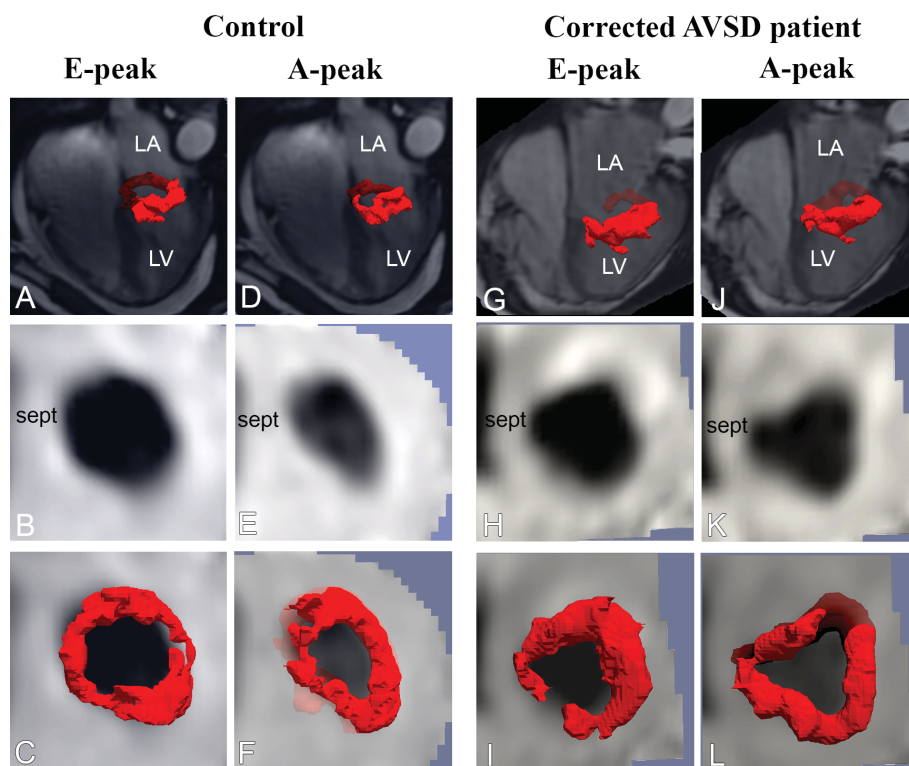 Control
Corrected AVSD patient
E-peak
A-peak
E-peak
A-peak
LA
LV
A
LA
LV
D
LA
LV
G
LA
LV
J
sept
B
sept
E
sept
H
sept
K
C
F
I
L